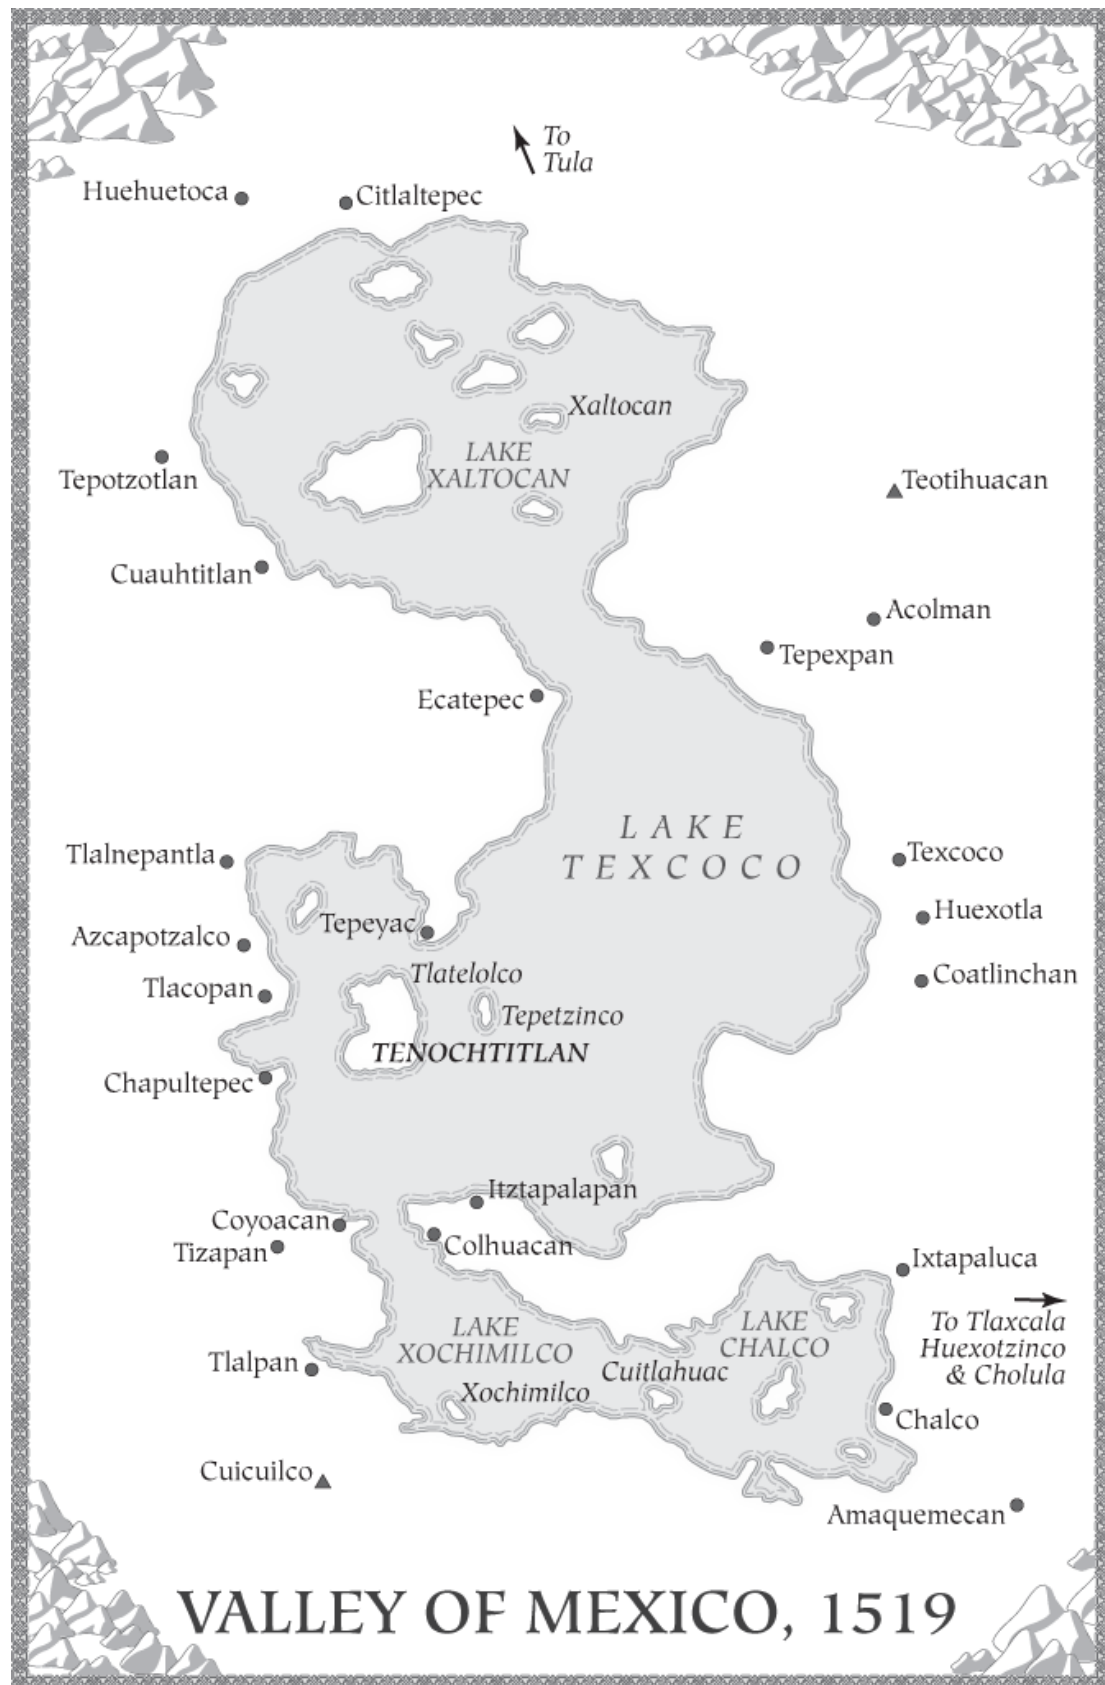 To
Tula
Huehuetoca
Citlaltepec
Xaltocan
LAKE
XALTOCAN
Tepotzotlan
Teotihuacan
Cuauhtitlan
Acolman
Tepexpan
Ecatepec
LAKE
TEXCOCO
Tlalnepantla
Texcoco
Huexotla
Tepeyac
Azcapotzalco
Tlatelolco
Coatlinchan
Tlacopan
Tepetzinco
TENOCHTITLAN
Chapultepec
Itztapalapan
Coyoacan
Colhuacan
Tizapan
Ixtapaluca
To Tlaxcala
Huexotzinco
& Cholula
LAKE
XOCHIMILCO
LAKE
CHALCO
Tlalpan
Cuitlahuac
Xochimilco
Chalco
Cuicuilco
Amaquemecan
VALLEY OF MEXICO, 1519